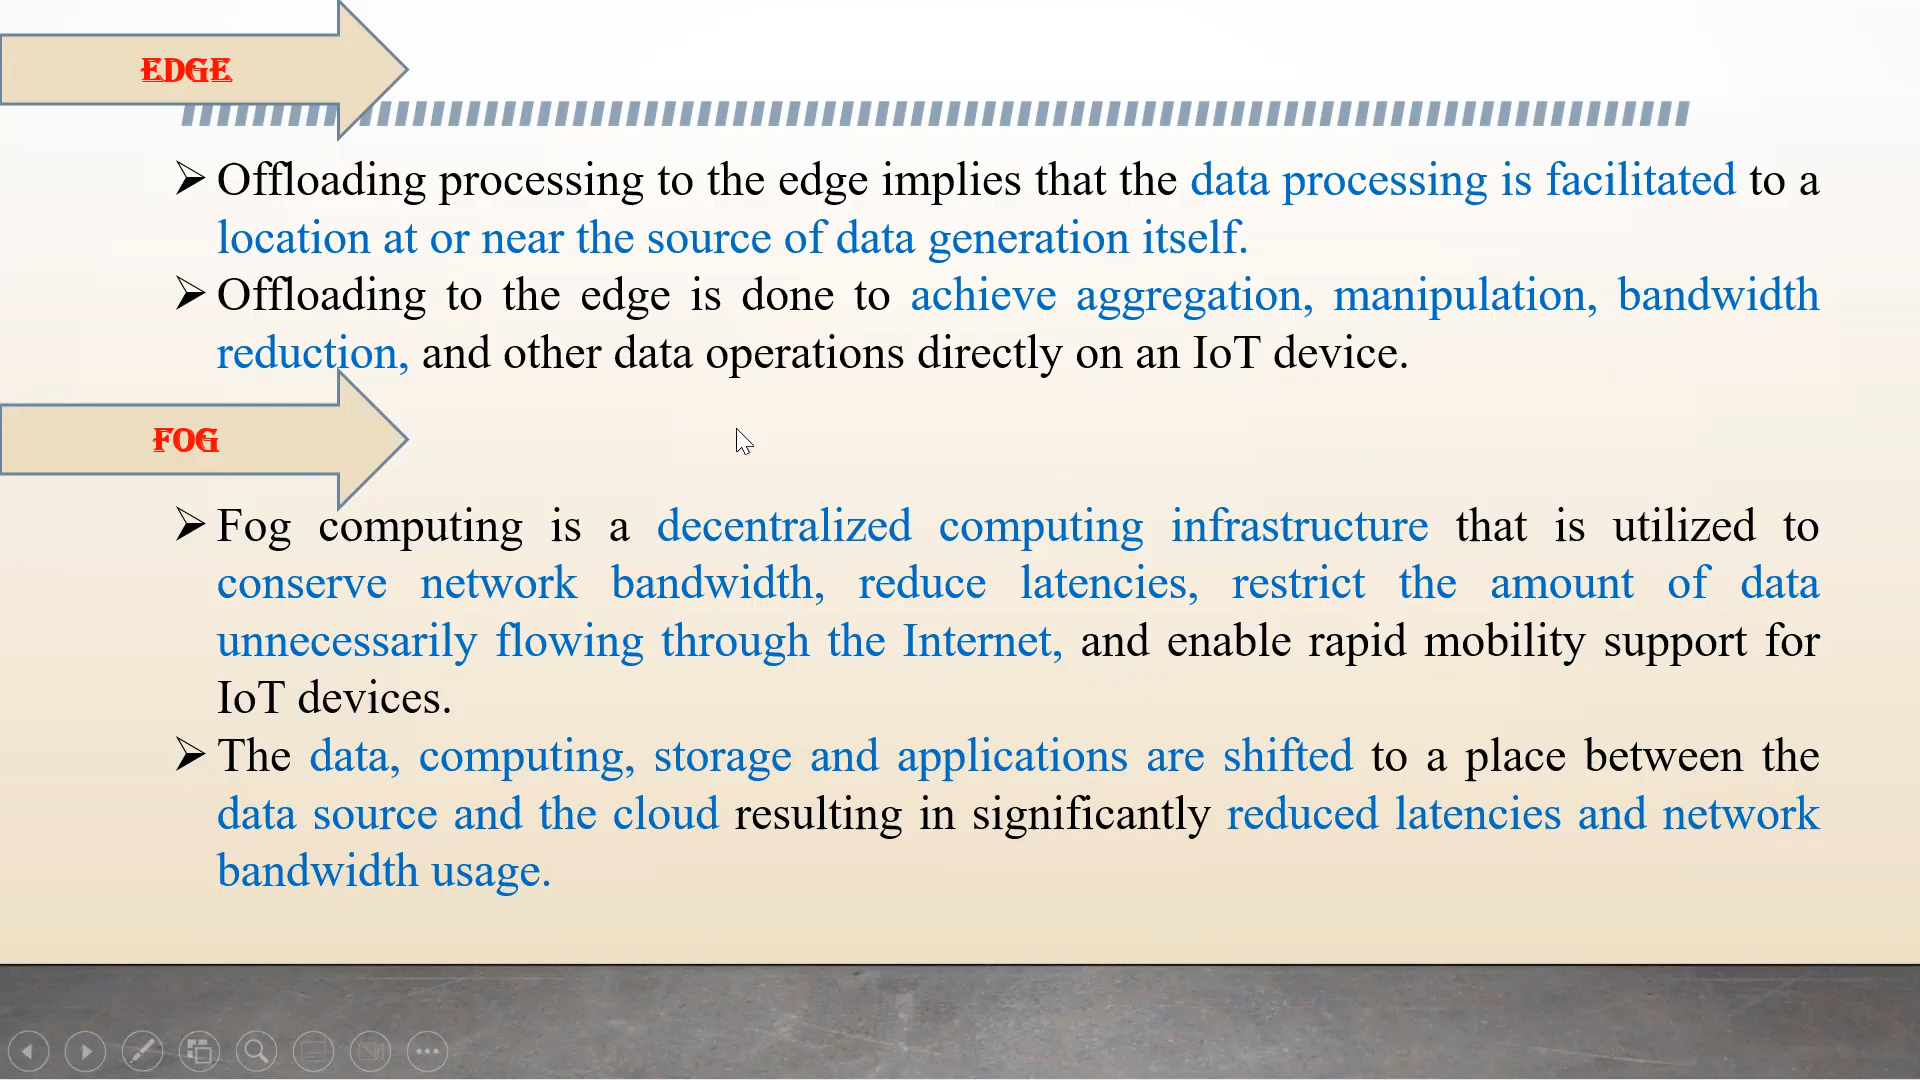 EDGE
Offloading processing to the edge implies that the data processing is facilitated to a
location at or near the source of data generation itself.
Offloading to the edge is done to achieve aggregation, manipulation, bandwidth
reduction, and other data operations directly on an IoT device.
FOG
Fog computing is a decentralized computing infrastructure that is utilized to
conserve network bandwidth, reduce latencies, restrict the amount of data
unnecessarily flowing through the Internet, and enable rapid mobility support for
IoT devices.
The data, computing, storage and applications are shifted to a place between the
data source and the cloud resulting in significantly reduced latencies and network
bandwidth usage.